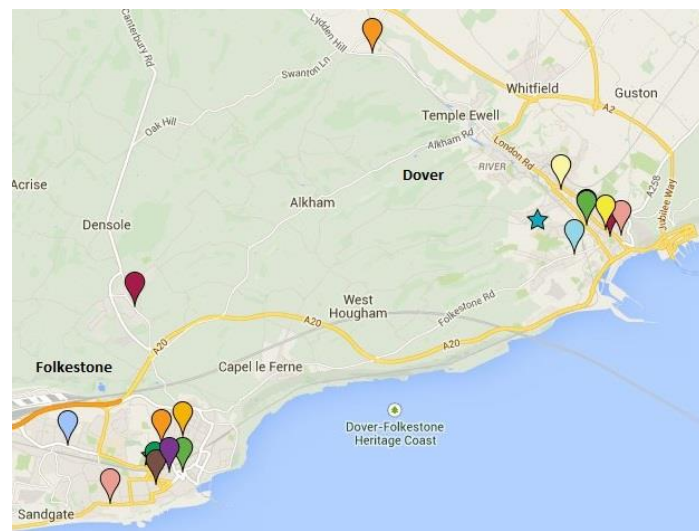 Canterbury Rd
Lydden Hill
Swanton Ln
Whitfield
Guston
A2
Oak Hill
Temple Ewell
Alkham Rd
London Rd
RIVER
A258
Acrise
Dover
Jubilee Way
Alkham
Densole
West
Hougham
Folkestone Rd
A20
A20
A20
Folkestone
Capel le Ferne
Dover-Folkestone
Heritage Coast
Sandgate